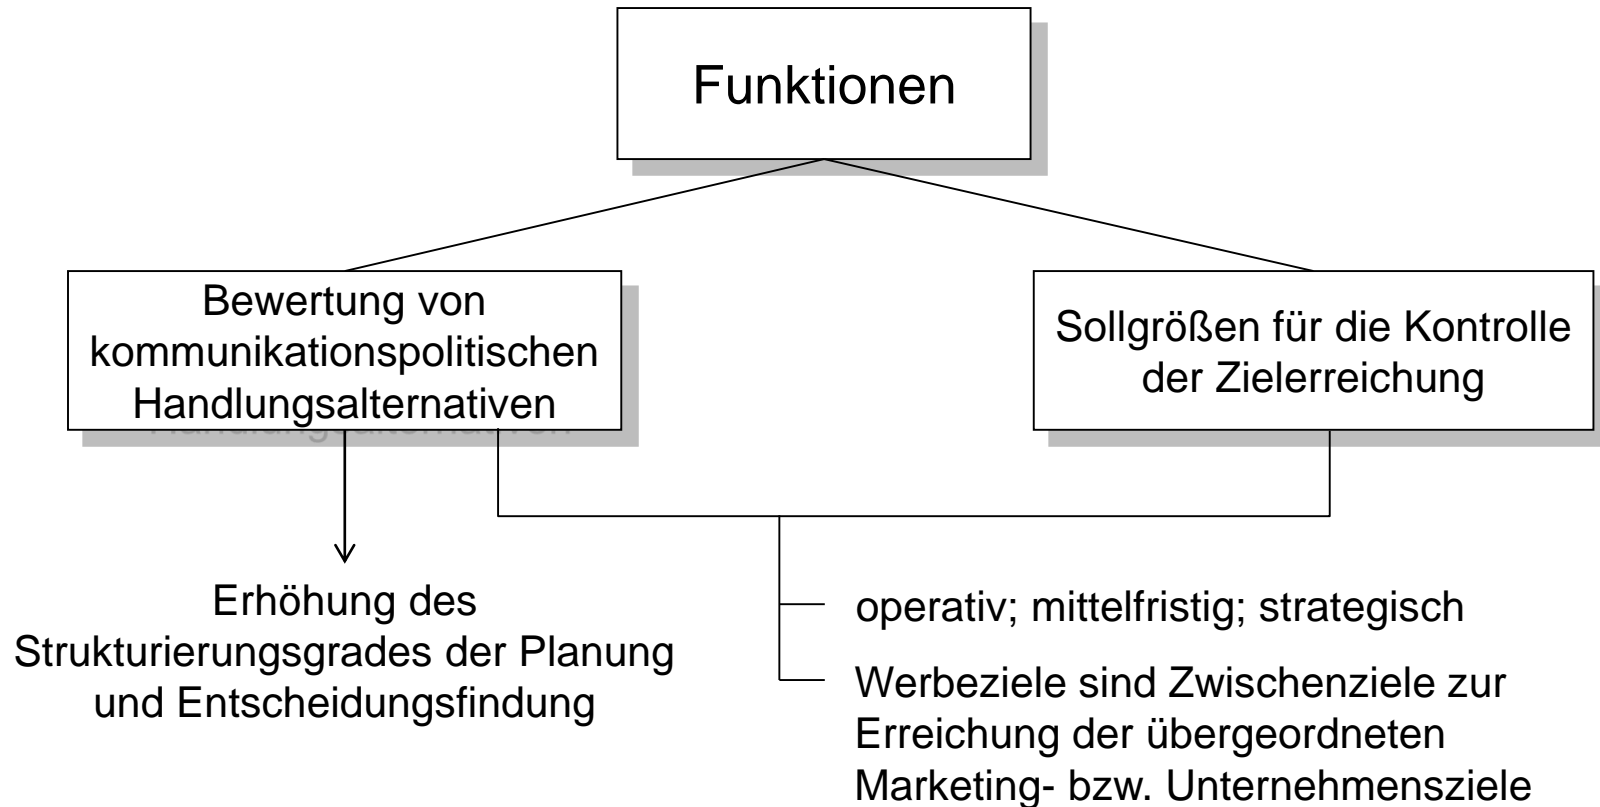 Funktionen
Bewertung von
kommunikationspolitischen
Handlungsalternativen
Sollgrößen für die Kontrolle
der Zielerreichung
Erhöhung des
Strukturierungsgrades der Planung
und Entscheidungsfindung
operativ; mittelfristig; strategisch
Werbeziele sind Zwischenziele zur
Erreichung der übergeordneten
Marketing- bzw. Unternehmensziele